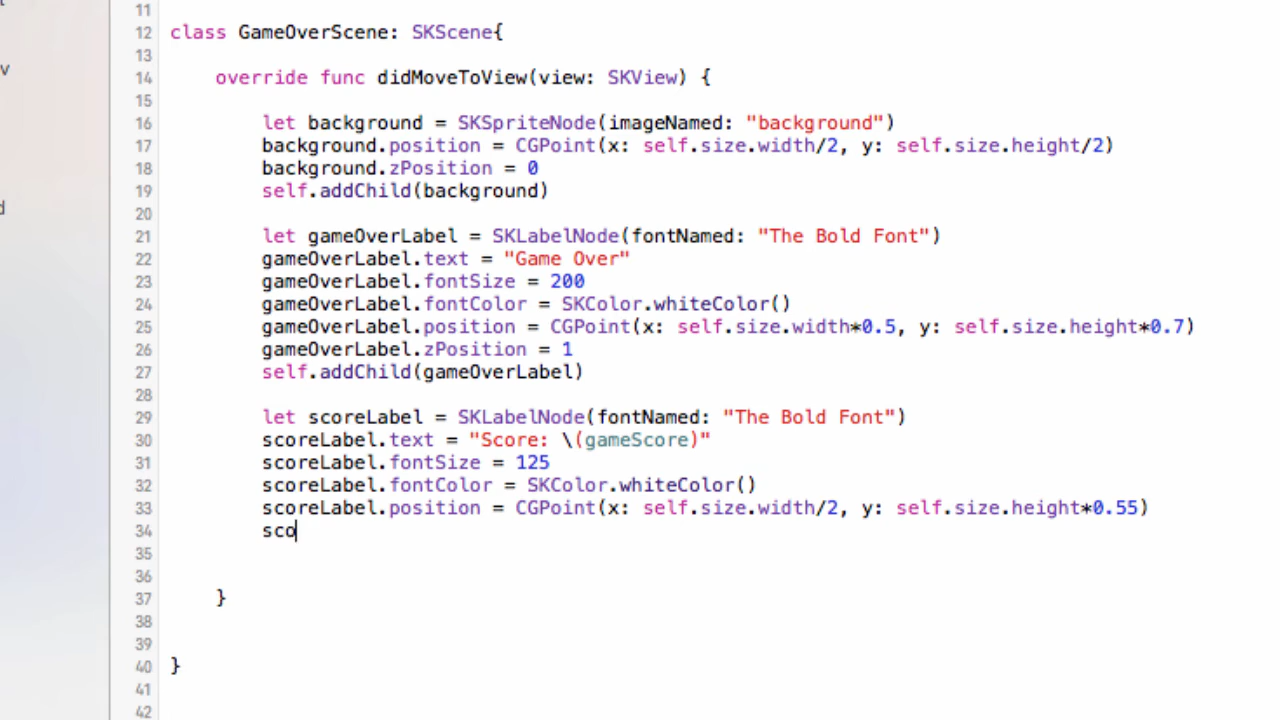 11
12 class GameOverScene: SKScene{
13
14 override func didMoveToView(view: SKView) {
15
16 let background = SKSpriteNode(imageNamed: "background")
17 background.position = CGPoint(x: self.size.width/2, y: self.size.height/2)
18 background.zPosition = 0
19 self.addChild(background)
20
21 let gameOverLabel = SKLabelNode(fontNamed: "The Bold Font")
22 gameOverLabel.text = "Game Over"
23 gameOverLabel.fontSize = 200
24 gameOverLabel.fontColor = SKColor.whiteColor()
25 gameOverLabel.position = CGPoint(x: self.size.width*0.5, y: self.size.height*0.7)
26 gameOverLabel.zPosition = 1
27 self.addChild(gameOverLabel)
28
29 let scoreLabel = SKLabelNode(fontNamed: "The Bold Font")
30 scoreLabel.text = "Score: \(gameScore)"
31 scoreLabel.fontSize = 125
32 scoreLabel.fontColor = SKColor.whiteColor()
33 scoreLabel.position = CGPoint(x: self.size.width/2, y: self.size.height*0.55)
34 sco
35
36
37 }
38
39
40 }
41
42